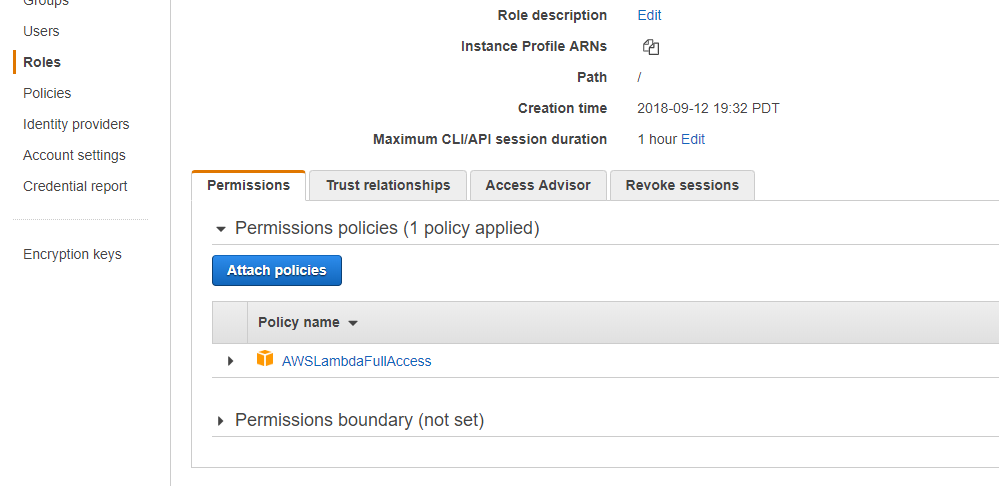 Groups
Users
Roles
Policies
Identity providers
Account settings
Credential report
Encryption keys
Role description Edit
Instance Profile ARNs
Path /
Creation time 2018-09-12 19:32 PDT
Maximum CLI/API session duration 1 hour Edit
Permissions Trust relationships Access Advisor Revoke sessions
Permissions policies (1 policy applied)
Attach policies
Policy name
AWSLambdaFullAccess
Permissions boundary (not set)